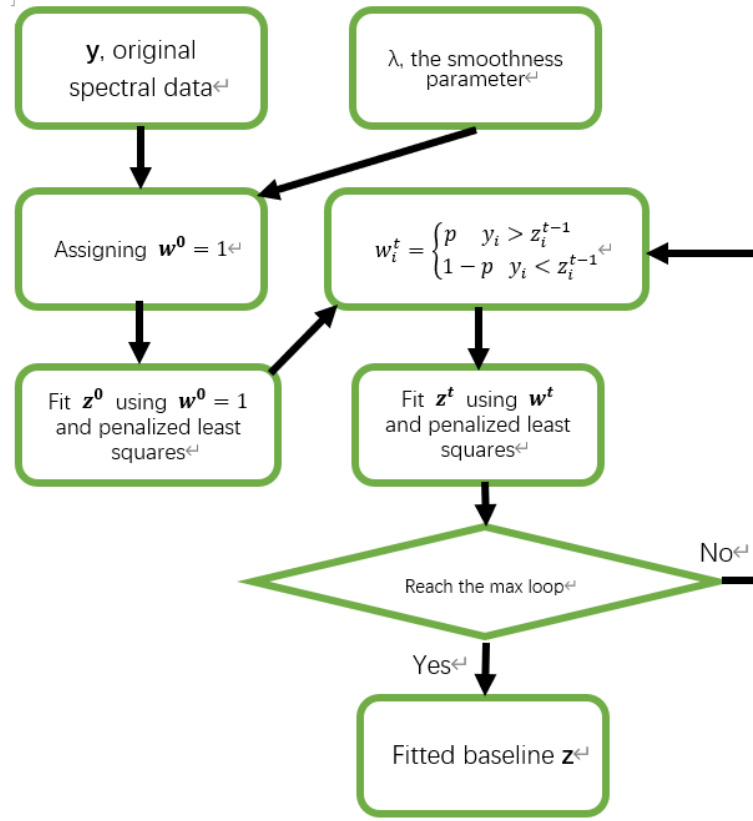 y, original
spectral data↵
λ, the smoothness
parameter↵
Assigning w⁰ = 1↵
wᵢᵗ = {p yᵢ > zᵢᵗ⁻¹
1 − p yᵢ < zᵢᵗ⁻¹↵
Fit z⁰ using w⁰ = 1
and penalized least
squares↵
Fit zᵗ using wᵗ
and penalized least
squares↵
Reach the max loop↵
No↵
Yes↵
Fitted baseline z↵